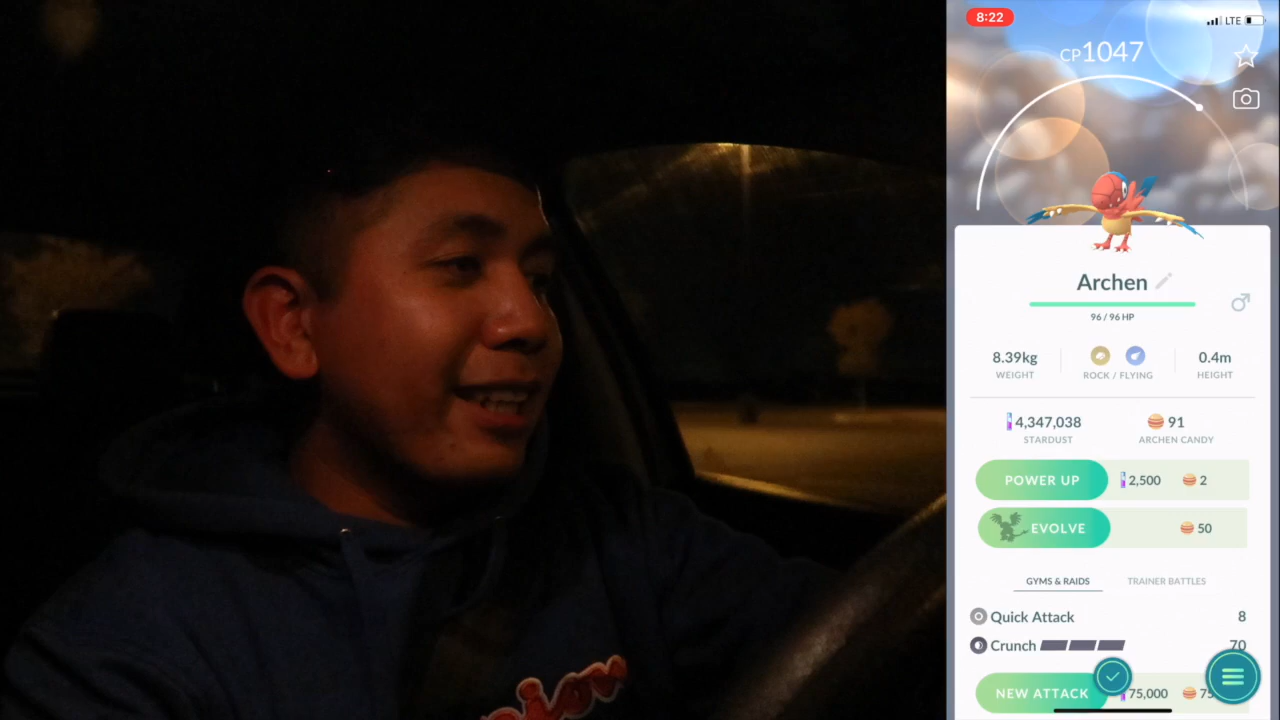 8:22
LTE
CP1047
Archen
96 / 96 HP
8.39kg
WEIGHT
ROCK / FLYING
0.4m
HEIGHT
4,347,038
STARDUST
91
ARCHEN CANDY
POWER UP 2,500 2
EVOLVE 50
GYMS & RAIDS TRAINER BATTLES
Quick Attack 8
Crunch 70
NEW ATTACK 75,000 75